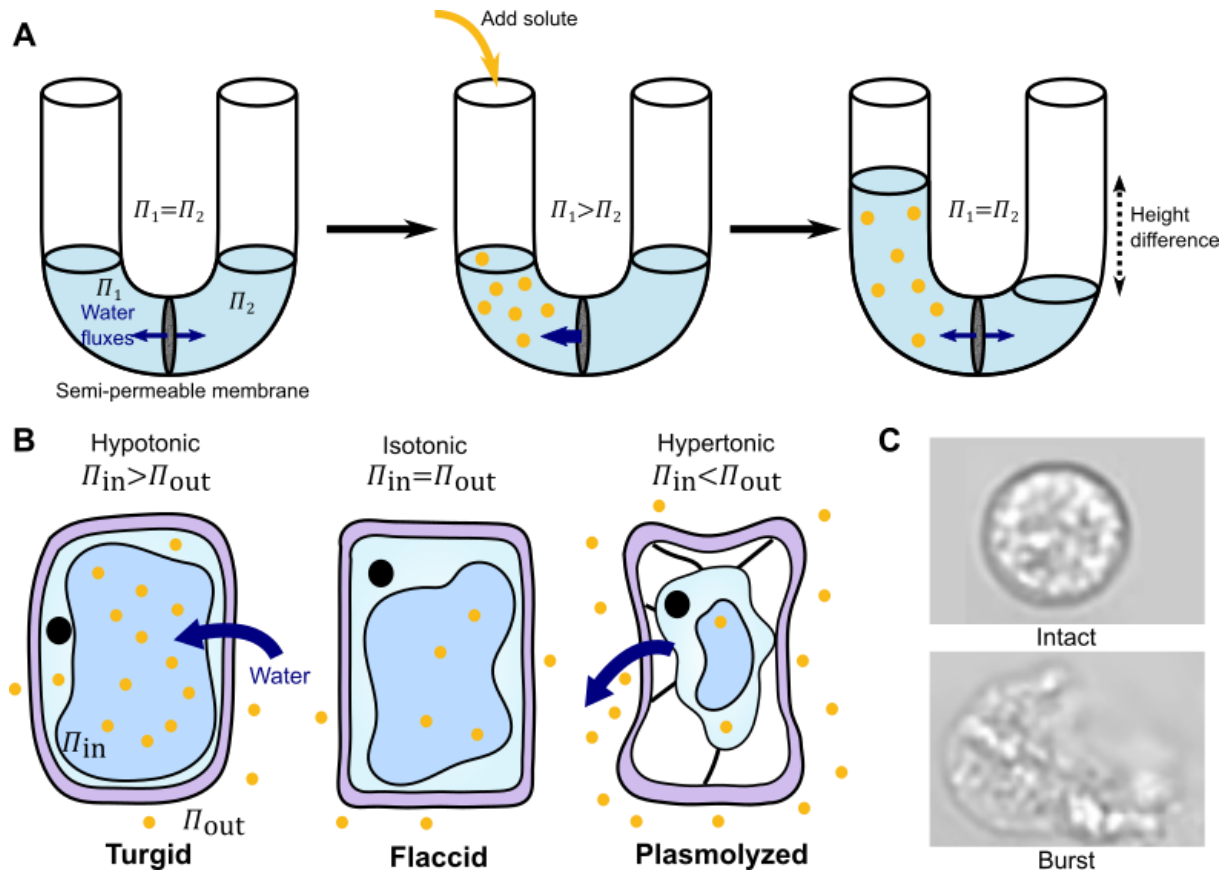 A
Add solute
Π₁=Π₂
Π₁>Π₂
Π₁=Π₂
Height
difference
Π₁
Π₂
Water
fluxes
Semi-permeable membrane
B
Hypotonic
Πin>Πout
Isotonic
Πin=Πout
Hypertonic
Πin<Πout
Water
Πin
Πout
Turgid
Flaccid
Plasmolyzed
C
Intact
Burst